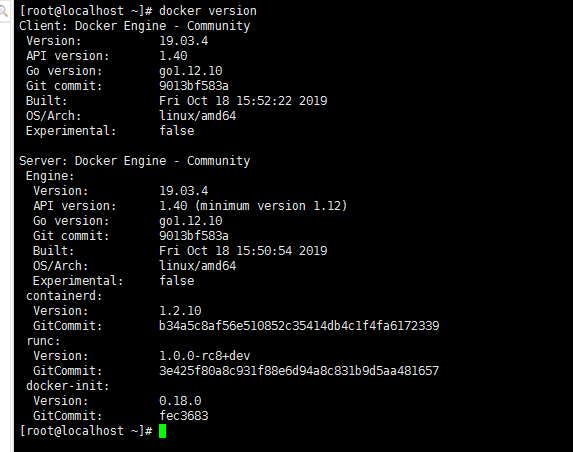 [root@localhost ~]# docker version
Client: Docker Engine - Community
 Version:           19.03.4
 API version:       1.40
 Go version:        go1.12.10
 Git commit:        9013bf583a
 Built:             Fri Oct 18 15:52:22 2019
 OS/Arch:           linux/amd64
 Experimental:      false

Server: Docker Engine - Community
 Engine:
  Version:          19.03.4
  API version:      1.40 (minimum version 1.12)
  Go version:       go1.12.10
  Git commit:       9013bf583a
  Built:            Fri Oct 18 15:50:54 2019
  OS/Arch:          linux/amd64
  Experimental:     false
 containerd:
  Version:          1.2.10
  GitCommit:        b34a5c8af56e510852c35414db4c1f4fa6172339
 runc:
  Version:          1.0.0-rc8+dev
  GitCommit:        3e425f80a8c931f88e6d94a8c831b9d5aa481657
 docker-init:
  Version:          0.18.0
  GitCommit:        fec3683
[root@localhost ~]#